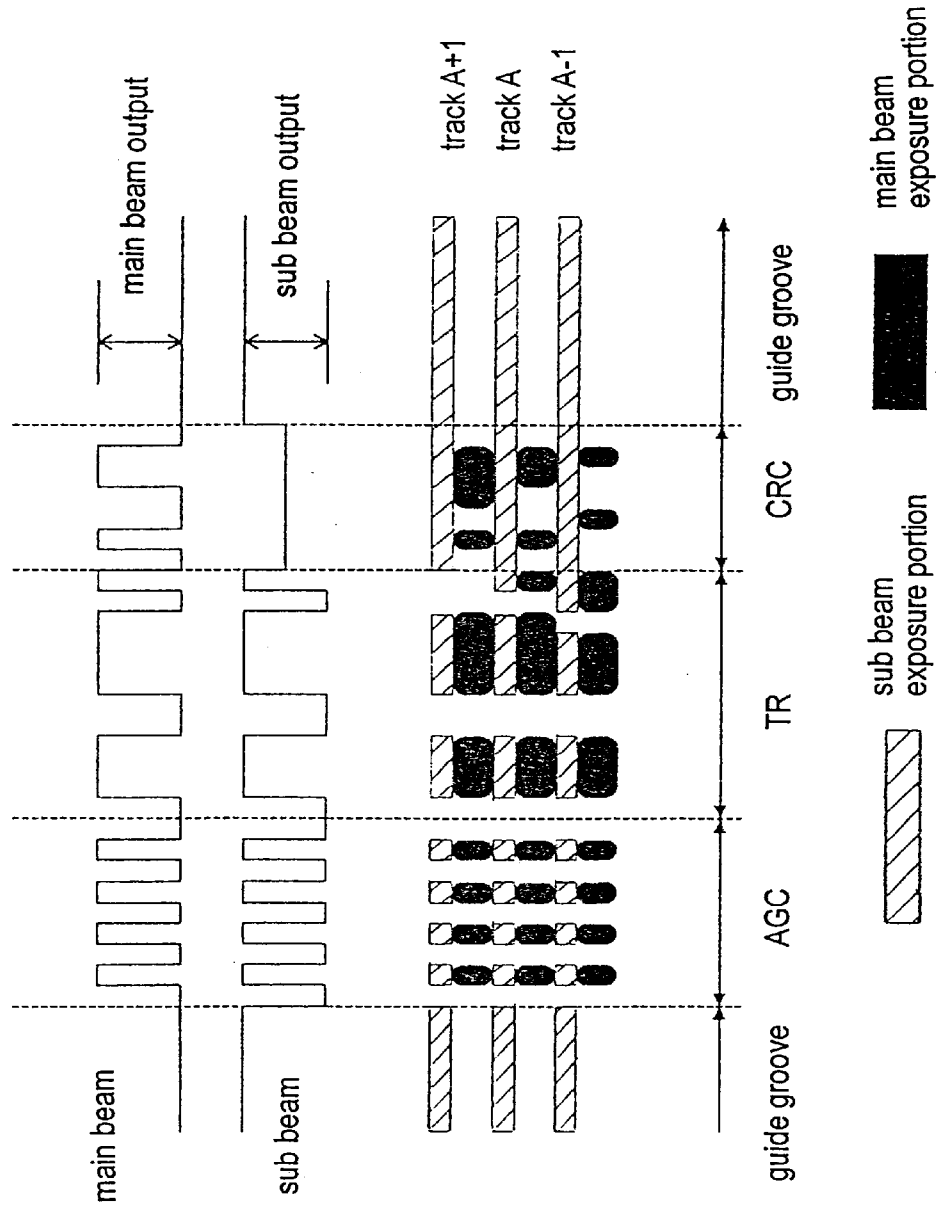 main beam
main beam output
sub beam
sub beam output
track A+1
track A
track A-1
guide groove
AGC
TR
CRC
guide groove
sub beam
exposure portion
main beam
exposure portion